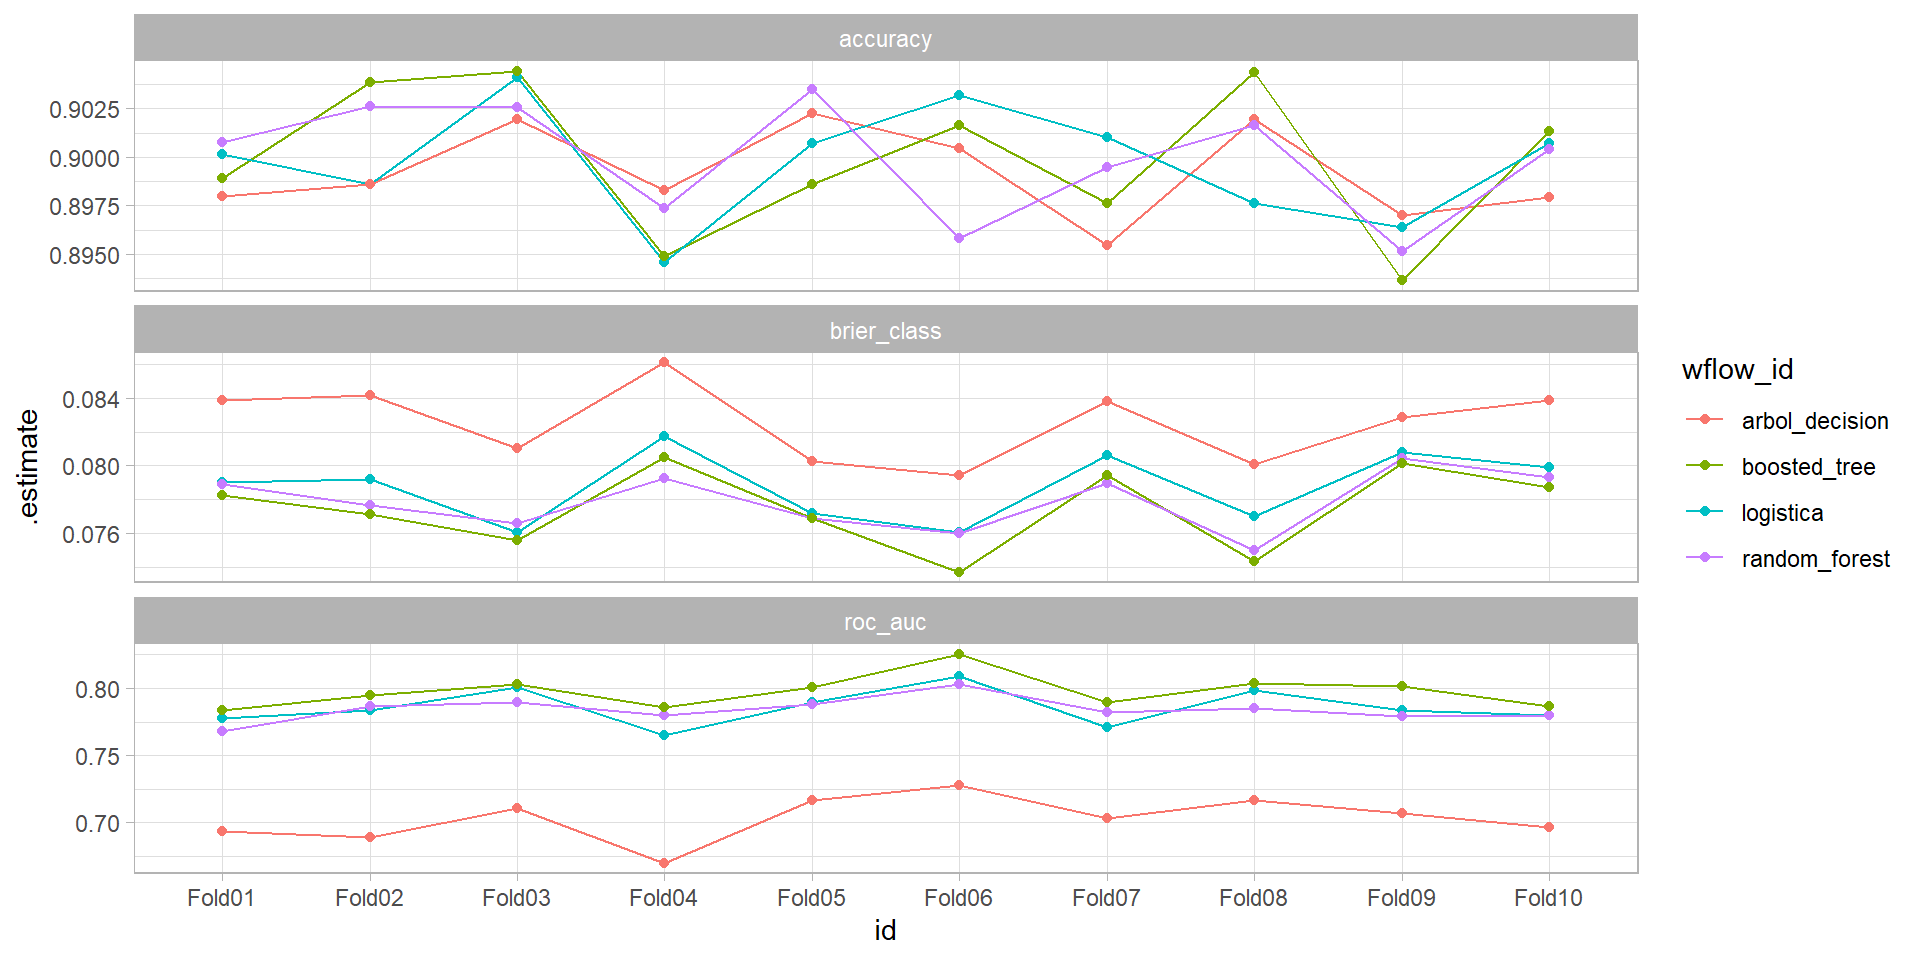 accuracy
0.9025
0.9000
0.8975
0.8950
brier_class
0.084
0.080
0.076
.estimate
roc_auc
0.80
0.75
0.70
Fold01 Fold02 Fold03 Fold04 Fold05 Fold06 Fold07 Fold08 Fold09 Fold10
id
wflow_id
arbol_decision
boosted_tree
logistica
random_forest